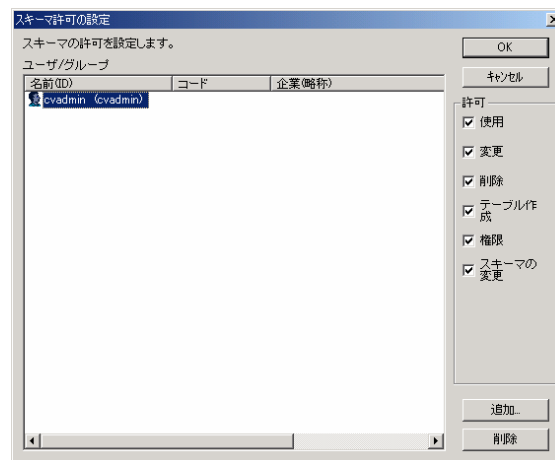 スキーマ許可の設定
スキーマの許可を設定します。
ユーザ/グループ
名前(ID)
コード
企業(略称)
cvadmin (cvadmin)
OK
キャンセル
許可
使用
変更
削除
テーブル作
成
権限
スキーマの
変更
追加...
削除